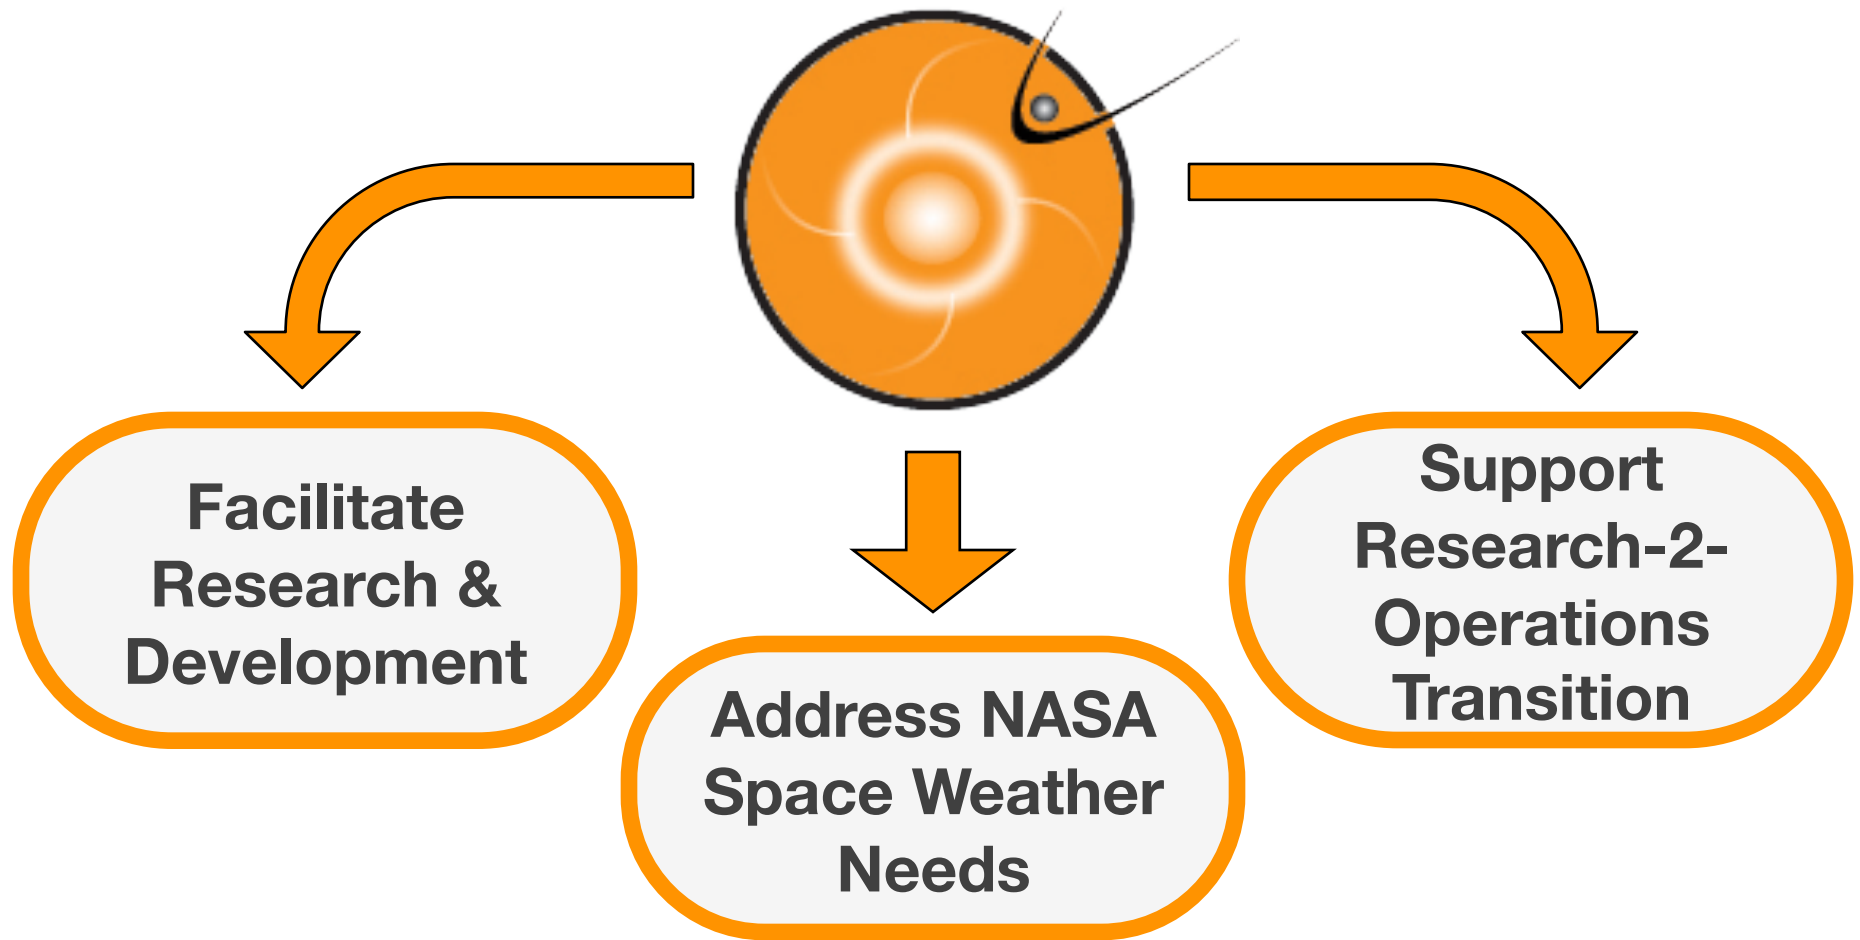 Facilitate
Research &
Development
Address NASA
Space Weather
Needs
Support
Research-2-
Operations
Transition